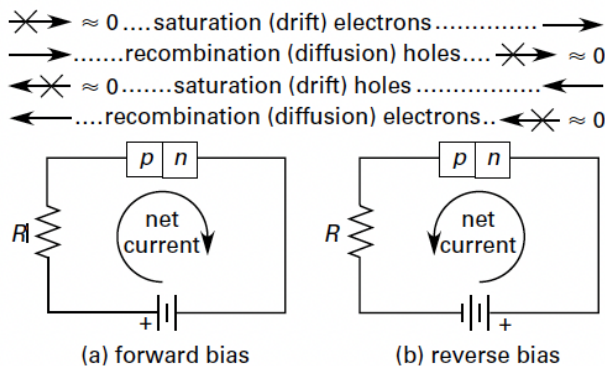 ≈ 0....saturation (drift) electrons..............
.......recombination (diffusion) holes.... ≈ 0
≈ 0.......saturation (drift) holes .................
....recombination (diffusion) electrons.. ≈ 0
p n p n
R net current R net current
+ +
(a) forward bias (b) reverse bias